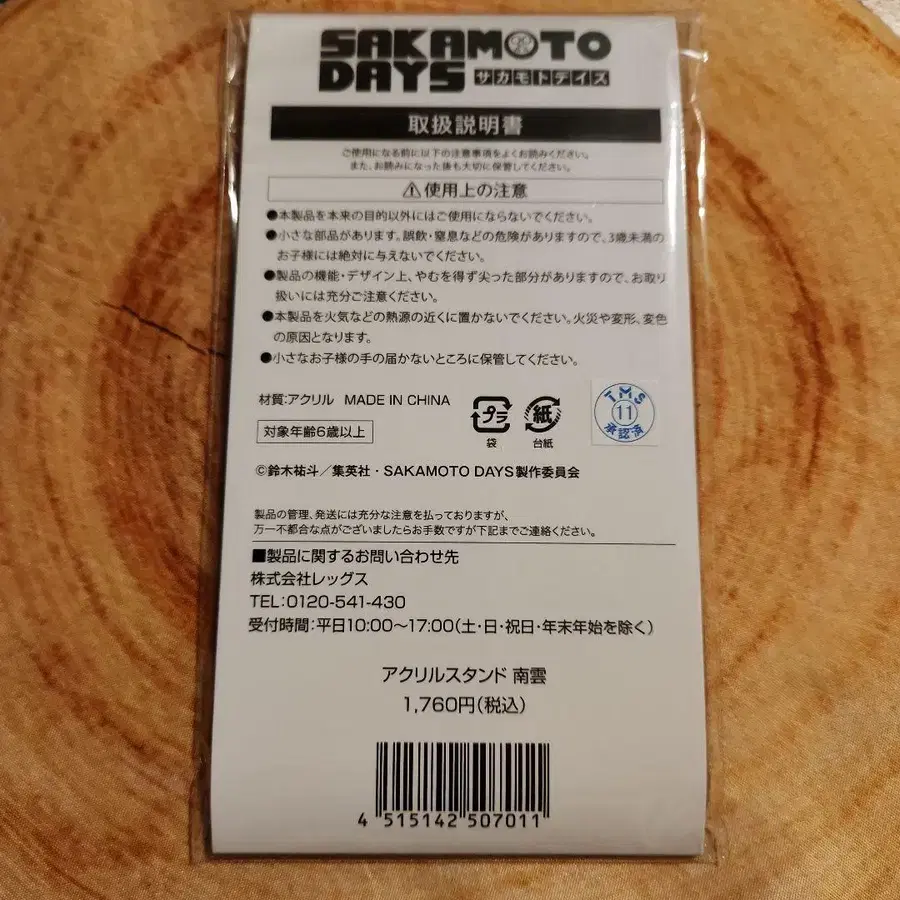 SAKAMOTO
DAYS サカモトデイズ
取扱説明書
ご使用になる前に以下の注意事項をよくお読みください。
また、お読みになった後も大切に保管してください。
⚠使用上の注意
●本製品を本来の目的以外にはご使用にならないでください。
●小さな部品があります。誤飲・窒息などの危険がありますので、3歳未満の
お子様には絶対に与えないでください。
●製品の機能・デザイン上、やむを得ず尖った部分がありますので、お取り
扱いには充分ご注意ください。
●本製品を火気などの熱源の近くに置かないでください。火災や変形、変色
の原因となります。
●小さなお子様の手の届かないところに保管してください。
材質:アクリル MADE IN CHINA
対象年齢6歳以上
プラ
袋
紙
台紙
TMS
11
承認済
©鈴木祐斗／集英社・SAKAMOTO DAYS製作委員会
製品の管理、発送には充分な注意を払っておりますが、
万一不都合な点がございましたらお手数ですが下記までご連絡ください。
■製品に関するお問い合わせ先
株式会社レッグス
TEL:0120-541-430
受付時間:平日10:00～17:00(土・日・祝日・年末年始を除く)
アクリルスタンド 南雲
1,760円(税込)
4 515142 507011